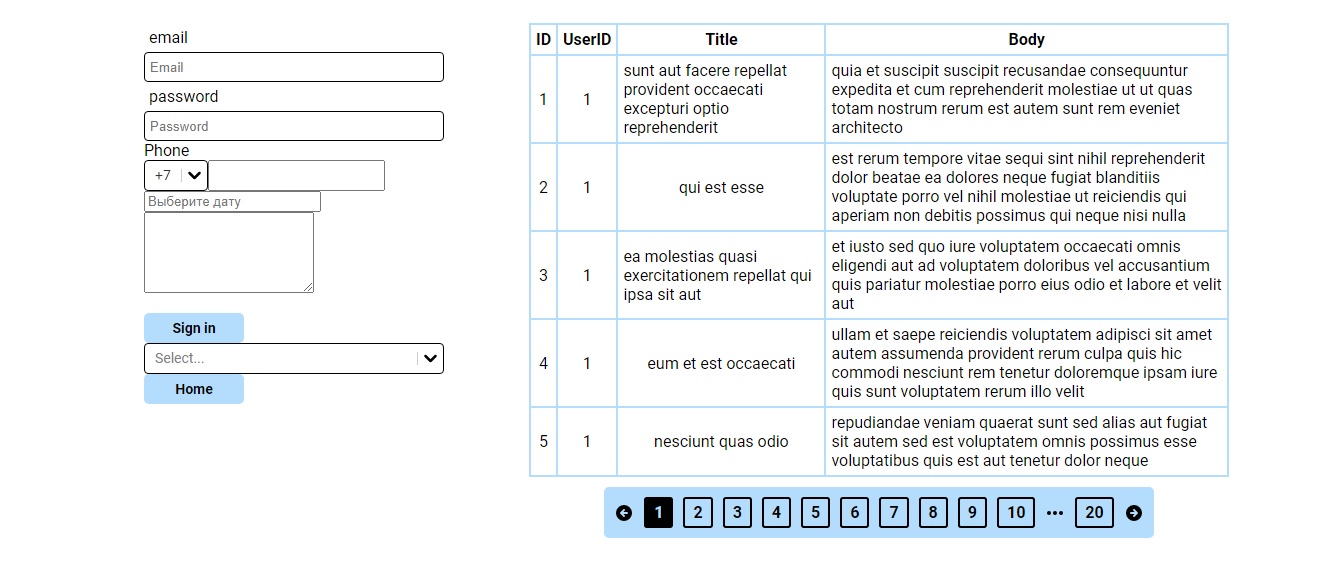 email
Email
password
Password
Phone
+7
Выберите дату
Sign in
Select...
Home
ID UserID Title Body
1 1
sunt aut facere repellat
provident occaecati
excepturi optio
reprehenderit
quia et suscipit suscipit recusandae consequuntur
expedita et cum reprehenderit molestiae ut ut quas
totam nostrum rerum est autem sunt rem eveniet
architecto
2 1
qui est esse
est rerum tempore vitae sequi sint nihil reprehenderit
dolor beatae ea dolores neque fugiat blanditiis
voluptate porro vel nihil molestiae ut reiciendis qui
aperiam non debitis possimus qui neque nisi nulla
3 1
ea molestias quasi
exercitationem repellat qui
ipsa sit aut
et iusto sed quo iure voluptatem occaecati omnis
eligendi aut ad voluptatem doloribus vel accusantium
quis pariatur molestiae porro eius odio et labore et velit
aut
4 1
eum et est occaecati
ullam et saepe reiciendis voluptatem adipisci sit amet
autem assumenda provident rerum culpa quis hic
commodi nesciunt rem tenetur doloremque ipsam iure
quis sunt voluptatem rerum illo velit
5 1
nesciunt quas odio
repudiandae veniam quaerat sunt sed alias aut fugiat
sit autem sed est voluptatem omnis possimus esse
voluptatibus quis est aut tenetur dolor neque
1 2 3 4 5 6 7 8 9 10 ••• 20